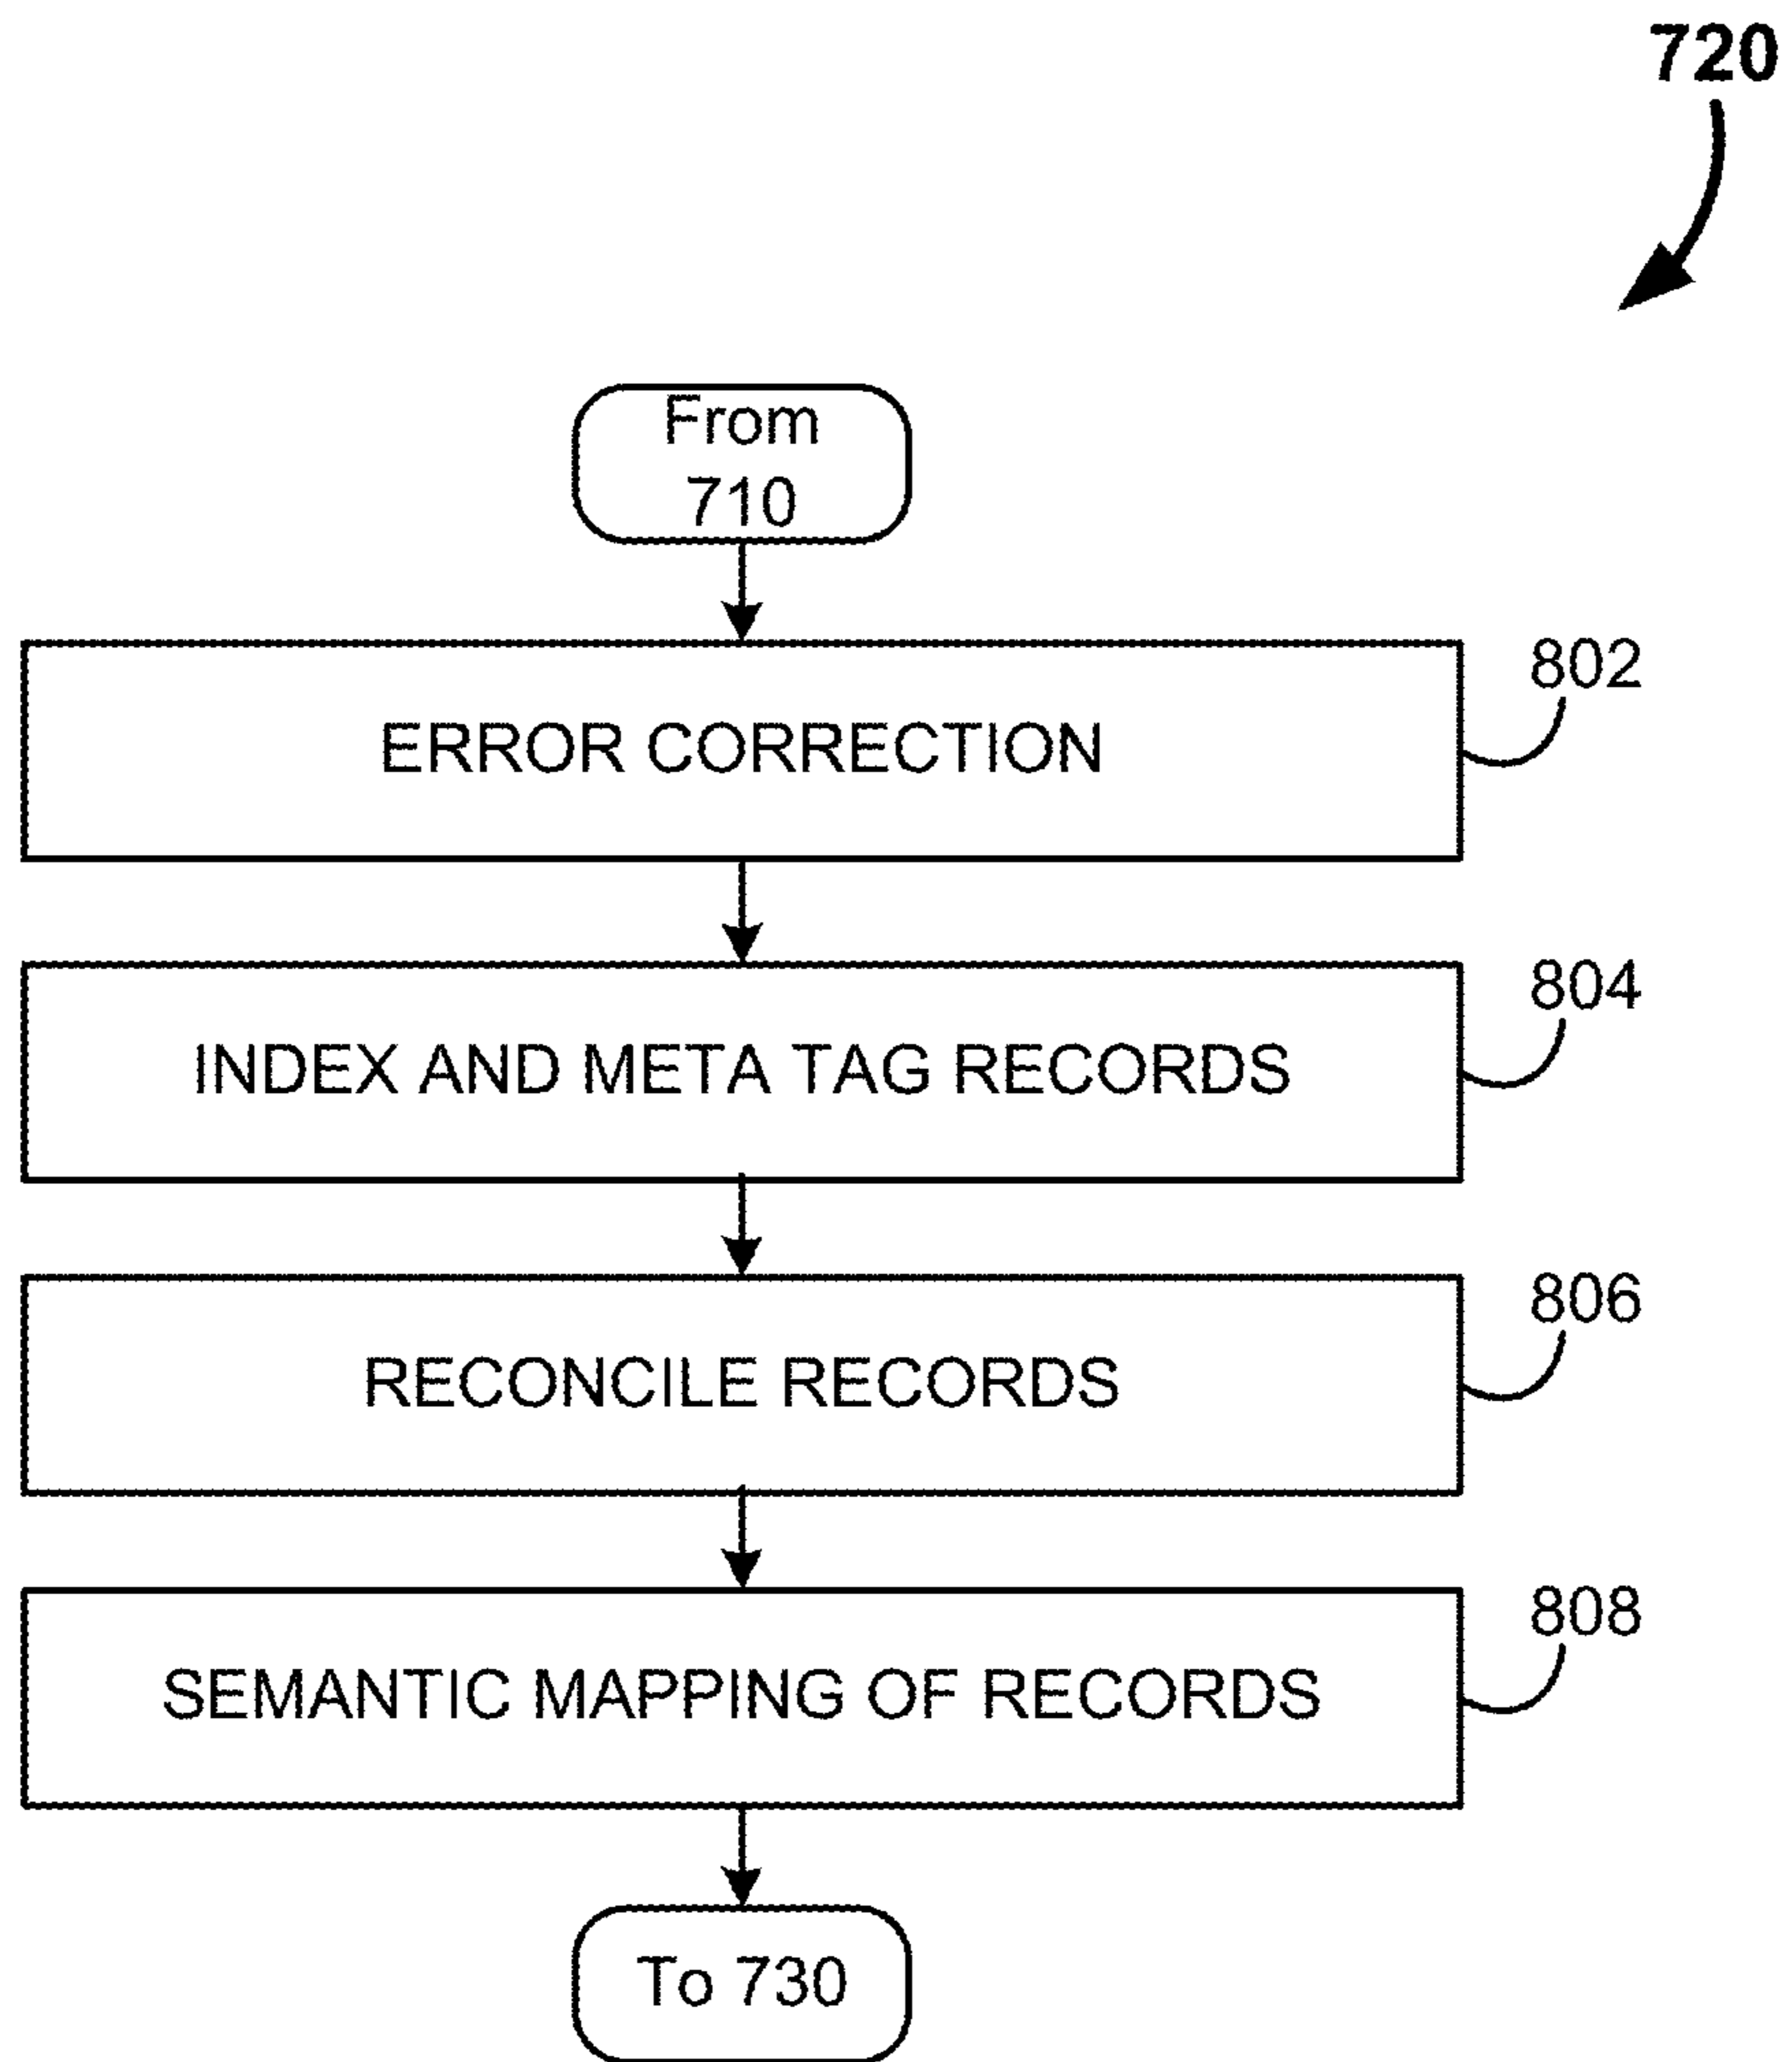 720
From
710
802
ERROR CORRECTION
804
INDEX AND META TAG RECORDS
806
RECONCILE RECORDS
808
SEMANTIC MAPPING OF RECORDS
To 730